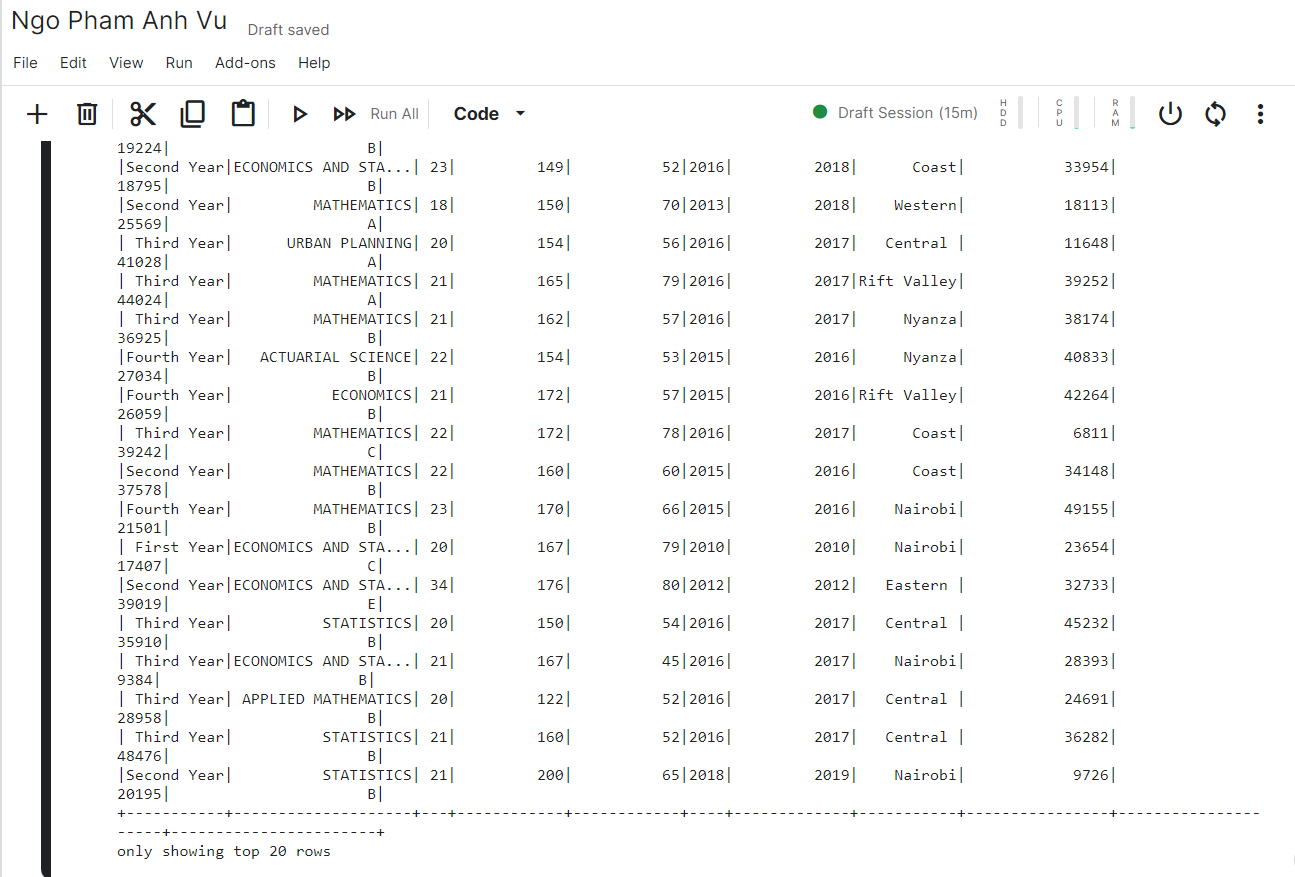 Ngo Pham Anh Vu Draft saved
File Edit View Run Add-ons Help
Run All Code Draft Session (15m) HDD CPU RAM
19224| B|
|Second Year|ECONOMICS AND STA...| 23| 149| 52|2016| 2018| Coast| 33954|
18795| B|
|Second Year| MATHEMATICS| 18| 150| 70|2013| 2018| Western| 18113|
25569| A|
| Third Year| URBAN PLANNING| 20| 154| 56|2016| 2017| Central | 11648|
41028| A|
| Third Year| MATHEMATICS| 21| 165| 79|2016| 2017|Rift Valley| 39252|
44024| A|
| Third Year| MATHEMATICS| 21| 162| 57|2016| 2017| Nyanza| 38174|
36925| B|
|Fourth Year| ACTUARIAL SCIENCE| 22| 154| 53|2015| 2016| Nyanza| 40833|
27034| B|
|Fourth Year| ECONOMICS| 21| 172| 57|2015| 2016|Rift Valley| 42264|
26059| B|
| Third Year| MATHEMATICS| 22| 172| 78|2016| 2017| Coast| 6811|
39242| C|
|Second Year| MATHEMATICS| 22| 160| 60|2015| 2016| Coast| 34148|
37578| B|
|Fourth Year| MATHEMATICS| 23| 170| 66|2015| 2016| Nairobi| 49155|
21501| B|
| First Year|ECONOMICS AND STA...| 20| 167| 79|2010| 2010| Nairobi| 23654|
17407| C|
|Second Year|ECONOMICS AND STA...| 34| 176| 80|2012| 2012| Eastern | 32733|
39019| E|
| Third Year| STATISTICS| 20| 150| 54|2016| 2017| Central | 45232|
35910| B|
| Third Year|ECONOMICS AND STA...| 21| 167| 45|2016| 2017| Nairobi| 28393|
9384| B|
| Third Year| APPLIED MATHEMATICS| 20| 122| 52|2016| 2017| Central | 24691|
28958| B|
| Third Year| STATISTICS| 21| 160| 52|2016| 2017| Central | 36282|
48476| B|
|Second Year| STATISTICS| 21| 200| 65|2018| 2019| Nairobi| 9726|
20195| B|
+-----------+--------------------+---+------------+------------+----+-------------+-----------+----------------+----------------
-----+-----------------------+
only showing top 20 rows